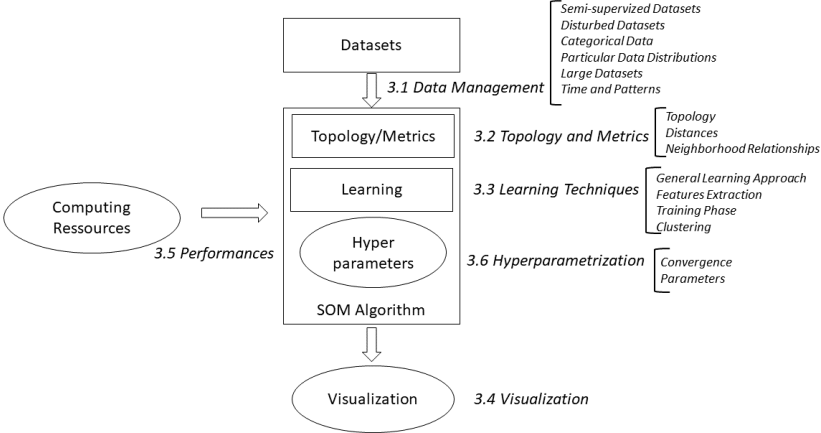 Datasets
3.1 Data Management
Semi-supervized Datasets
Disturbed Datasets
Categorical Data
Particular Data Distributions
Large Datasets
Time and Patterns
Topology/Metrics
3.2 Topology and Metrics
Topology
Distances
Neighborhood Relationships
Learning
3.3 Learning Techniques
General Learning Approach
Features Extraction
Training Phase
Clustering
Computing
Ressources
3.5 Performances
Hyper
parameters
3.6 Hyperparametrization
Convergence
Parameters
SOM Algorithm
Visualization
3.4 Visualization